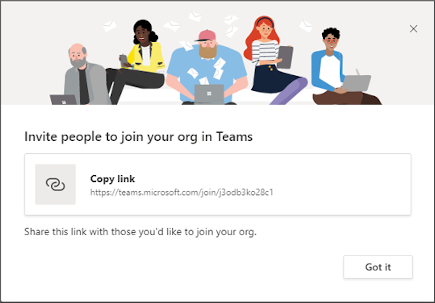 Invite people to join your org in Teams
Copy link
https://teams.microsoft.com/join/j3odb3ko28c1
Share this link with those you'd like to join your org.
Got it